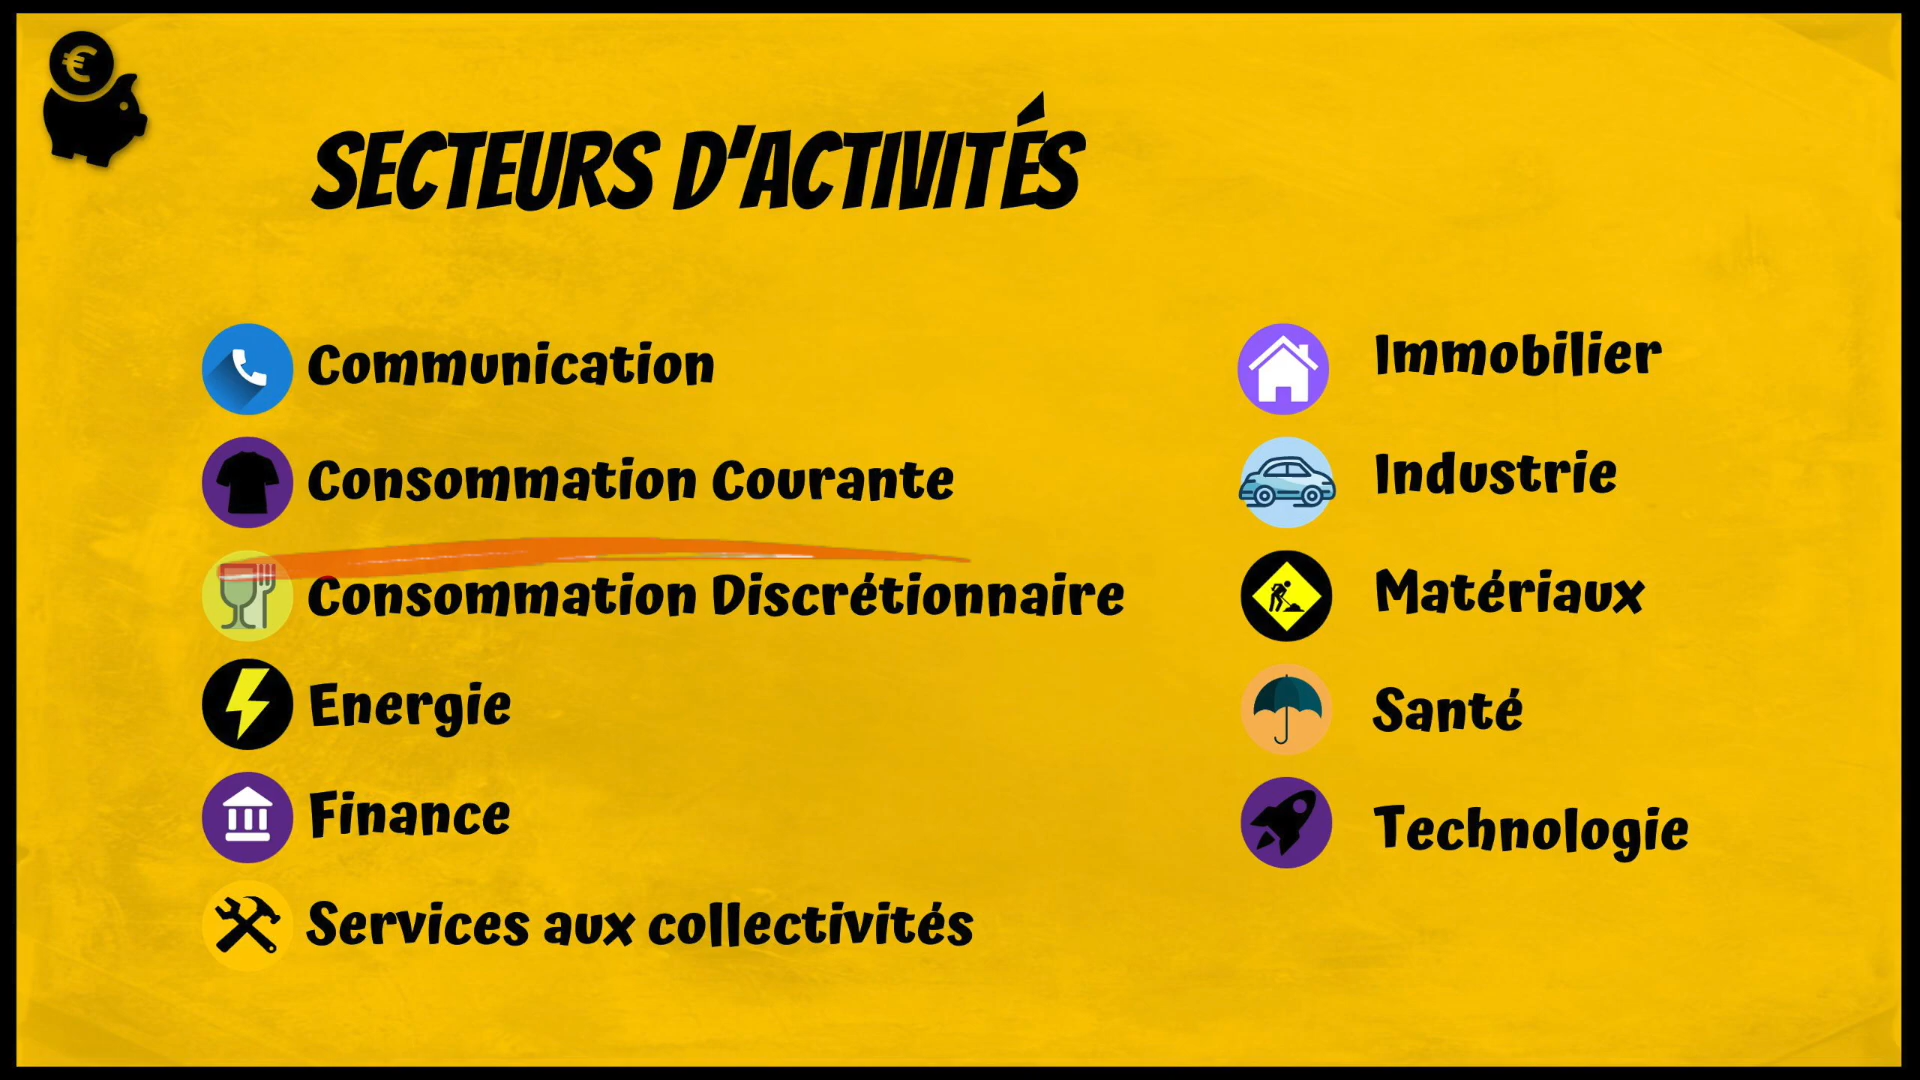 €
SECTEURS D'ACTIVITÉS
Communication
Consommation Courante
Consommation Discrétionnaire
Energie
Finance
Services aux collectivités
Immobilier
Industrie
Matériaux
Santé
Technologie